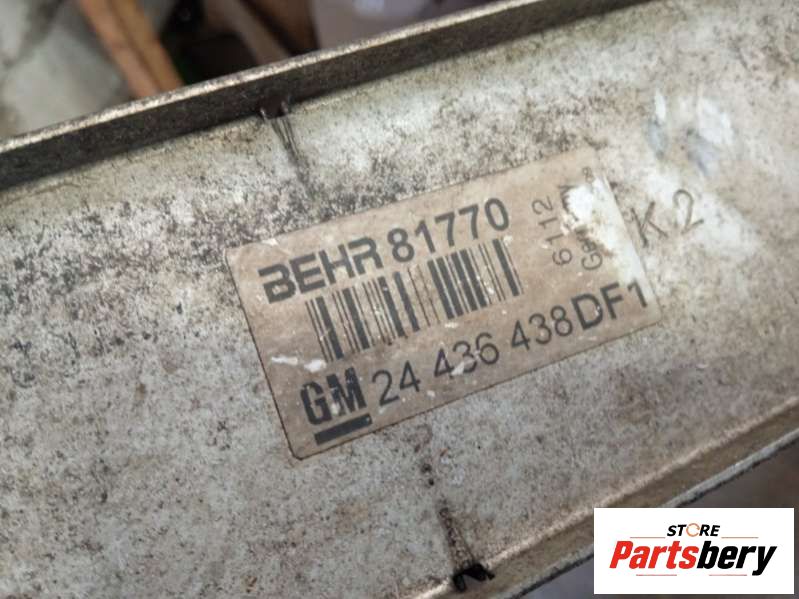 BEHR 81770
6112
GM 24 436 438DF1
K2
STORE
Partsbery